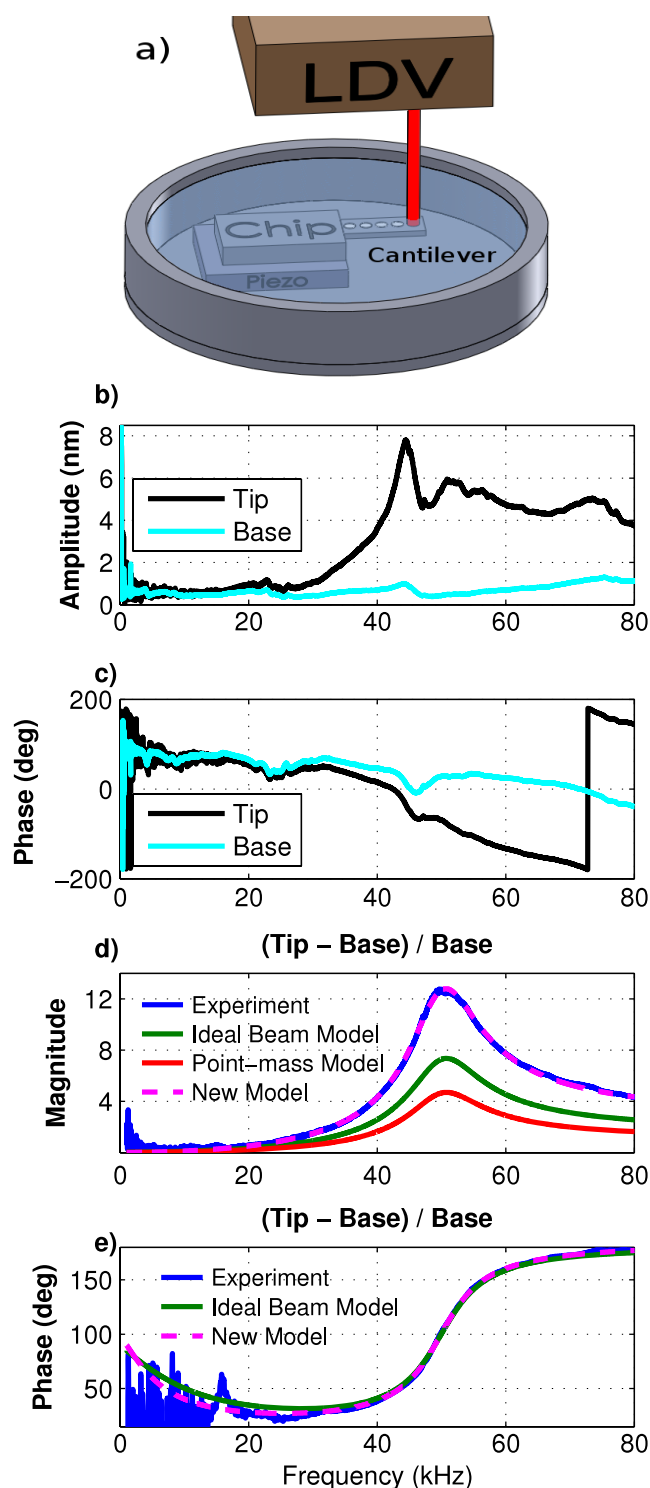 a)
LDV
Chip
Cantilever
Piezo
b)
Amplitude (nm)
8
6
4
2
0
Tip
Base
0 20 40 60 80
c)
Phase (deg)
200
0
−200
Tip
Base
0 20 40 60 80
d)
(Tip − Base) / Base
Magnitude
12
8
4
Experiment
Ideal Beam Model
Point−mass Model
New Model
0 20 40 60 80
e)
(Tip − Base) / Base
Phase (deg)
150
100
50
Experiment
Ideal Beam Model
New Model
0 20 40 60 80
Frequency (kHz)